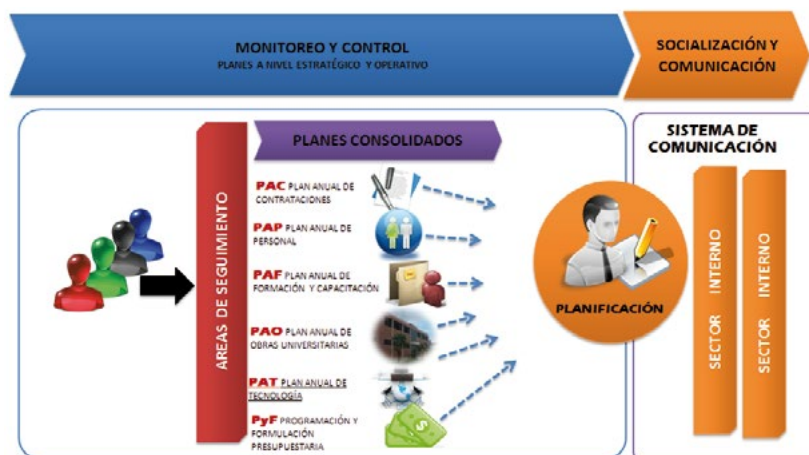 MONITOREO Y CONTROL
PLANES A NIVEL ESTRATÉGICO Y OPERATIVO
SOCIALIZACIÓN Y
COMUNICACIÓN
AREAS DE SEGUIMIENTO
PLANES CONSOLIDADOS
PAC PLAN ANUAL DE
CONTRATACIONES
PAP PLAN ANUAL DE
PERSONAL
PAF PLAN ANUAL DE
FORMACIÓN Y CAPACITACIÓN
PAO PLAN ANUAL DE
OBRAS UNIVERSITARIAS
PAT PLAN ANUAL DE
TECNOLOGÍA
PyF PROGRAMACIÓN Y
FORMULACIÓN
PRESUPUESTARIA
PLANIFICACIÓN
SISTEMA DE
COMUNICACIÓN
SECTOR INTERNO
SECTOR INTERNO